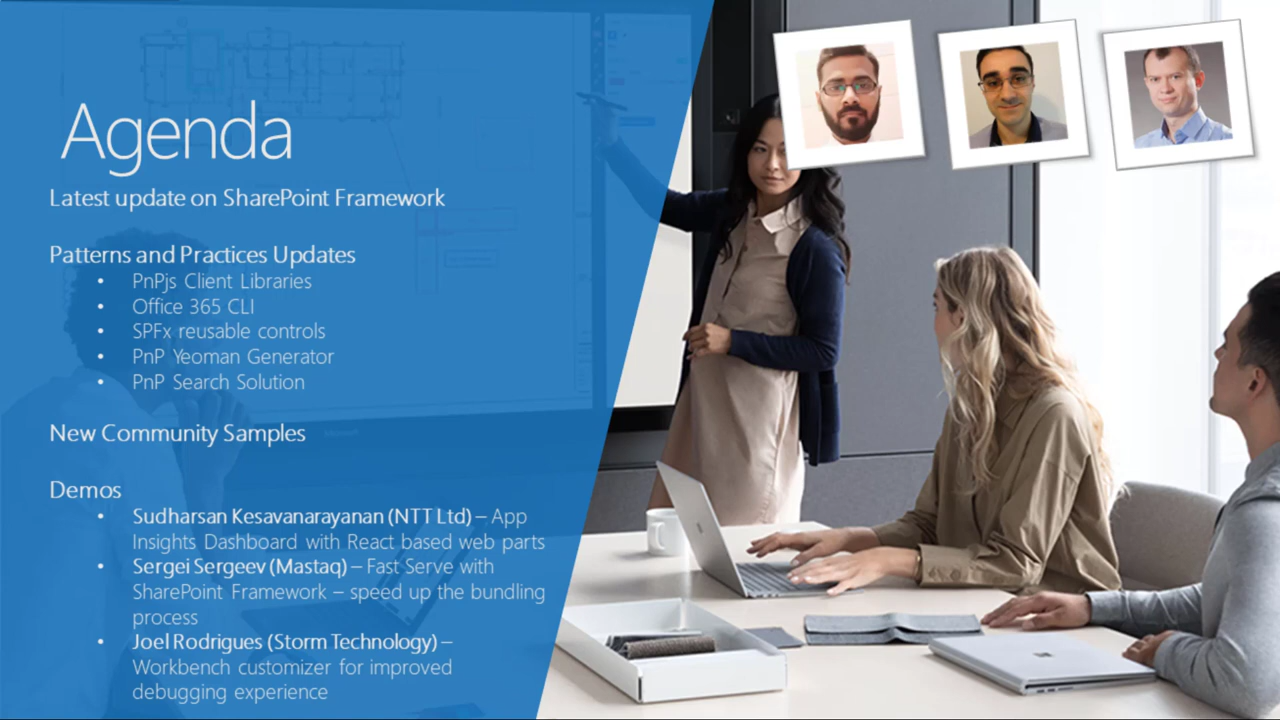 Agenda
Latest update on SharePoint Framework
Patterns and Practices Updates
• PnPjs Client Libraries
• Office 365 CLI
• SPFx reusable controls
• PnP Yeoman Generator
• PnP Search Solution
New Community Samples
Demos
• Sudharsan Kesavanarayanan (NTT Ltd) – App
Insights Dashboard with React based web parts
• Sergei Sergeev (Mastaq) – Fast Serve with
SharePoint Framework – speed up the bundling
process
• Joel Rodrigues (Storm Technology) –
Workbench customizer for improved
debugging experience